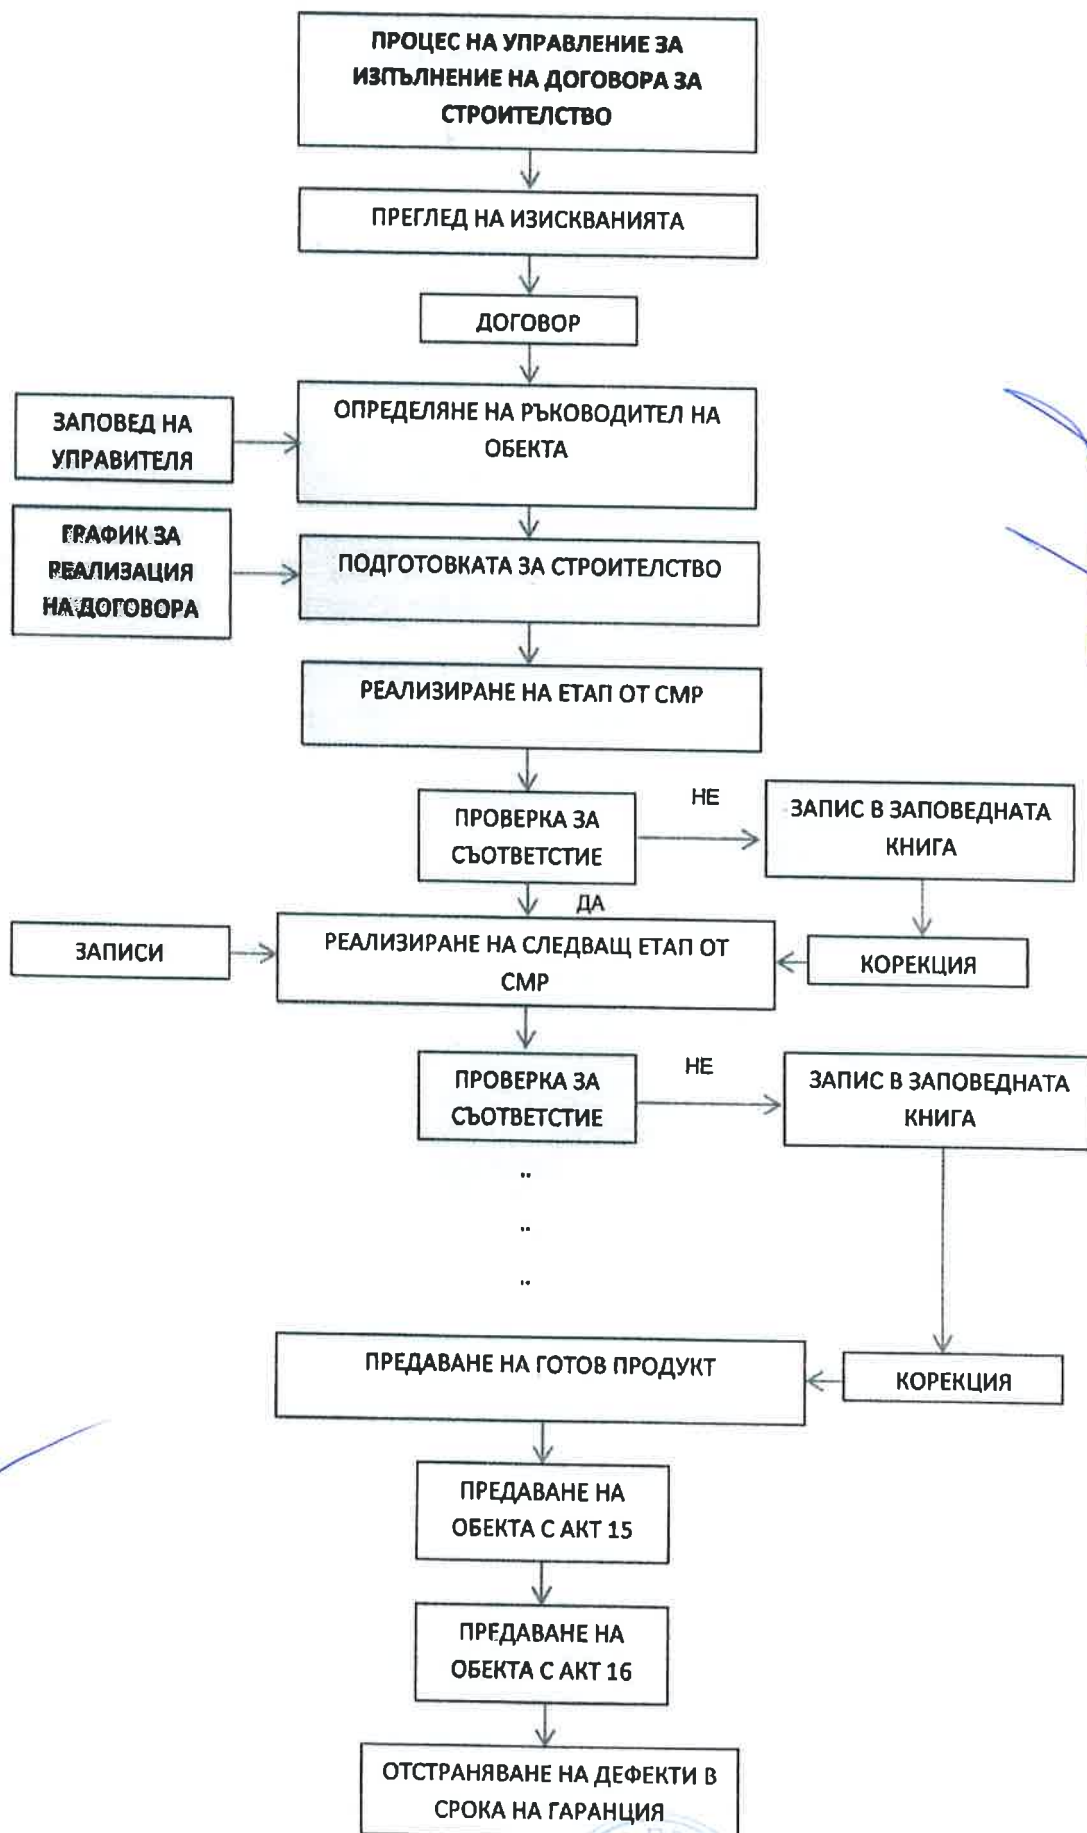 ПРОЦЕС НА УПРАВЛЕНИЕ ЗА
ИЗПЪЛНЕНИЕ НА ДОГОВОРА ЗА
СТРОИТЕЛСТВО
ПРЕГЛЕД НА ИЗИСКВАНИЯТА
ДОГОВОР
ЗАПОВЕД НА
УПРАВИТЕЛЯ
ОПРЕДЕЛЯНЕ НА РЪКОВОДИТЕЛ НА
ОБЕКТА
ГРАФИК ЗА
РЕАЛИЗАЦИЯ
НА ДОГОВОРА
ПОДГОТОВКАТА ЗА СТРОИТЕЛСТВО
РЕАЛИЗИРАНЕ НА ЕТАП ОТ СМР
ПРОВЕРКА ЗА
СЪОТВЕТСТИЕ
НЕ
ЗАПИС В ЗАПОВЕДНАТА
КНИГА
ДА
ЗАПИСИ
РЕАЛИЗИРАНЕ НА СЛЕДВАЩ ЕТАП ОТ
СМР
КОРЕКЦИЯ
ПРОВЕРКА ЗА
СЪОТВЕТСТИЕ
НЕ
ЗАПИС В ЗАПОВЕДНАТА
КНИГА
..
..
..
ПРЕДАВАНЕ НА ГОТОВ ПРОДУКТ
КОРЕКЦИЯ
ПРЕДАВАНЕ НА
ОБЕКТА С АКТ 15
ПРЕДАВАНЕ НА
ОБЕКТА С АКТ 16
ОТСТРАНЯВАНЕ НА ДЕФЕКТИ В
СРОКА НА ГАРАНЦИЯ